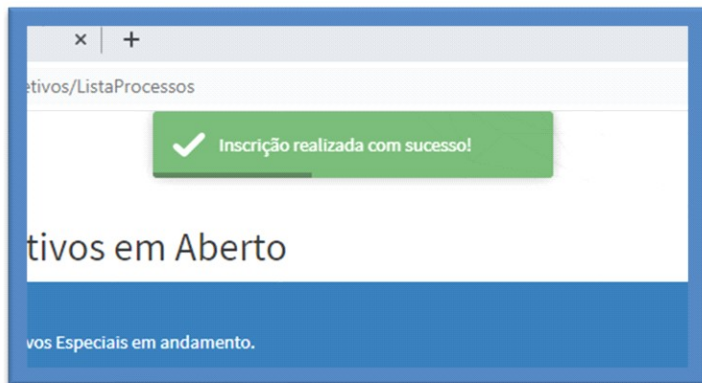 × | +
etivos/ListaProcessos
Inscrição realizada com sucesso!
tivos em Aberto
vos Especiais em andamento.